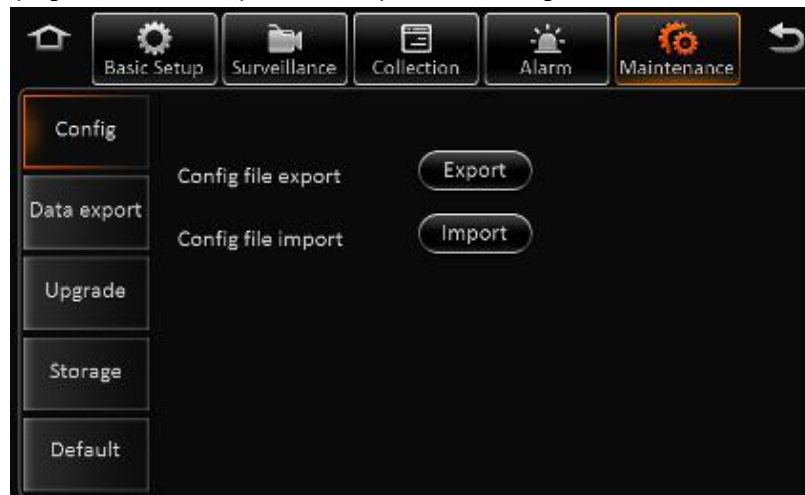 Basic Setup
Surveillance
Collection
Alarm
Maintenance
Config
Config file export
Export
Data export
Config file import
Import
Upgrade
Storage
Default